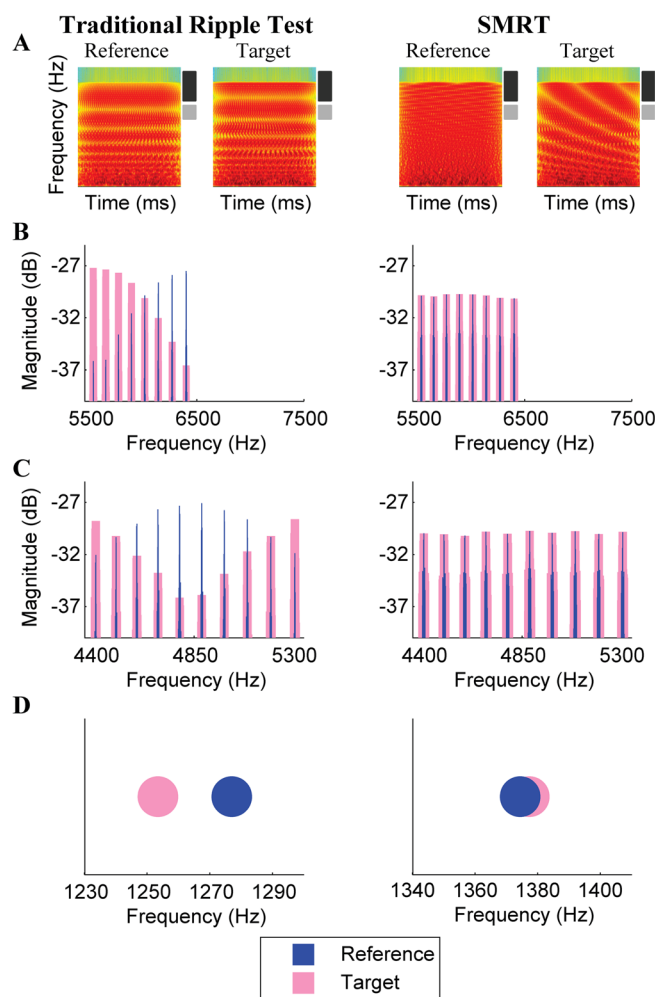 Traditional Ripple Test SMRT
A
Reference Target Reference Target
Frequency (Hz)
Time (ms) Time (ms) Time (ms) Time (ms)
B
Magnitude (dB)
-27
-32
-37
5500 6500 7500
Frequency (Hz)
-27
-32
-37
5500 6500 7500
Frequency (Hz)
C
Magnitude (dB)
-27
-32
-37
4400 4850 5300
Frequency (Hz)
-27
-32
-37
4400 4850 5300
Frequency (Hz)
D
1230 1250 1270 1290
Frequency (Hz)
1340 1360 1380 1400
Frequency (Hz)
Reference
Target